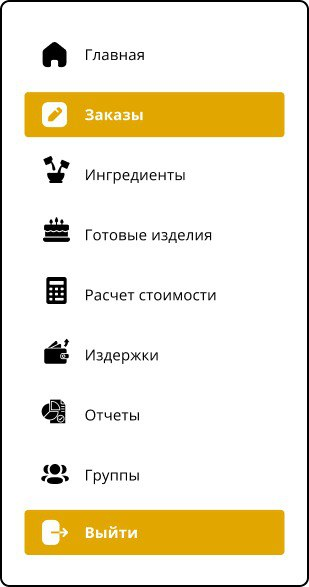 Главная
Заказы
Ингредиенты
Готовые изделия
Расчет стоимости
Издержки
Отчеты
Группы
Выйти